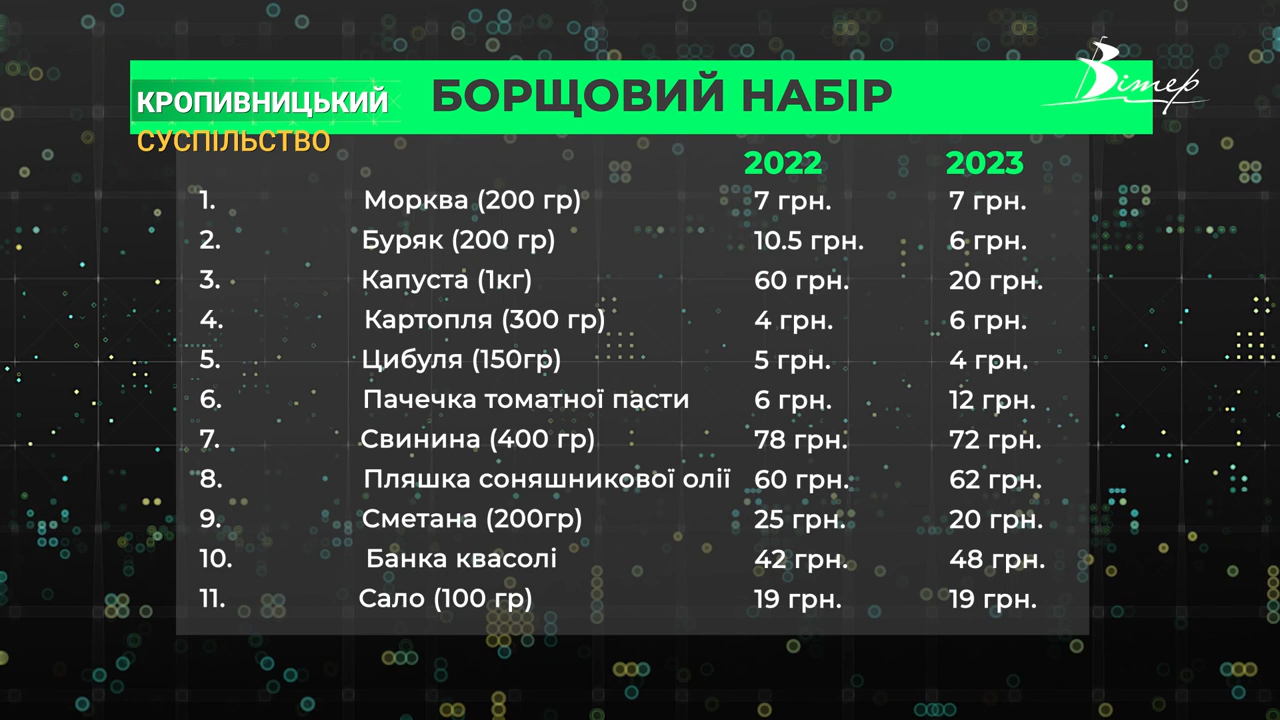 КРОПИВНИЦЬКИЙ БОРЩОВИЙ НАБІР Вітер
СУСПІЛЬСТВО
2022 2023
1. Морква (200 гр) 7 грн. 7 грн.
2. Буряк (200 гр) 10.5 грн. 6 грн.
3. Капуста (1кг) 60 грн. 20 грн.
4. Картопля (300 гр) 4 грн. 6 грн.
5. Цибуля (150гр) 5 грн. 4 грн.
6. Пачечка томатної пасти 6 грн. 12 грн.
7. Свинина (400 гр) 78 грн. 72 грн.
8. Пляшка соняшникової олії 60 грн. 62 грн.
9. Сметана (200гр) 25 грн. 20 грн.
10. Банка квасолі 42 грн. 48 грн.
11. Сало (100 гр) 19 грн. 19 грн.